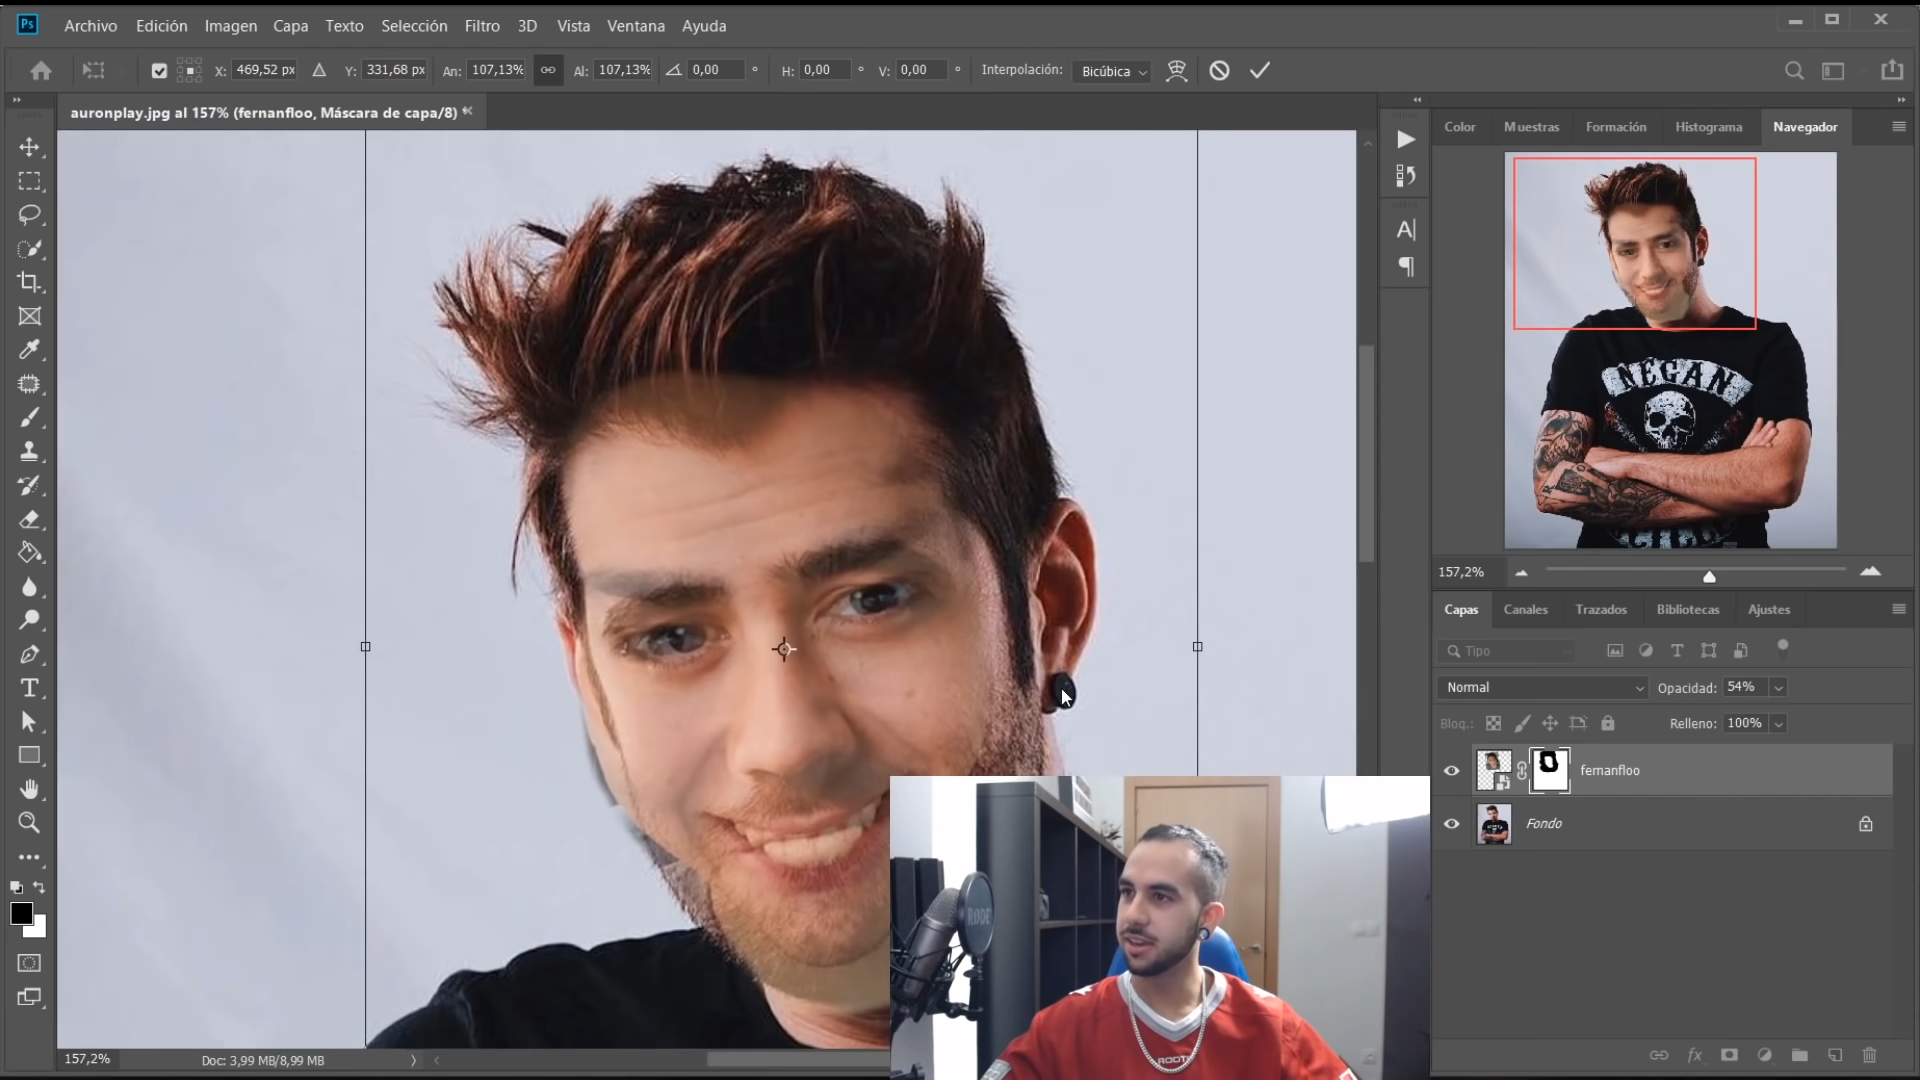 Ps Archivo Edición Imagen Capa Texto Selección Filtro 3D Vista Ventana Ayuda
X: 469,52 px Y: 331,68 px An: 107,13% Al: 107,13% 0,00 ° H: 0,00 ° V: 0,00 ° Interpolación: Bicúbica
auronplay.jpg al 157% (fernanfloo, Máscara de capa/8) *
Color Muestras Formación Histograma Navegador
NEGAN
157,2%
Capas Canales Trazados Bibliotecas Ajustes
Tipo
Normal Opacidad: 54%
Bloq.: Relleno: 100%
fernanfloo
Fondo
RØDE
157,2% Doc: 3,99 MB/8,99 MB
fx